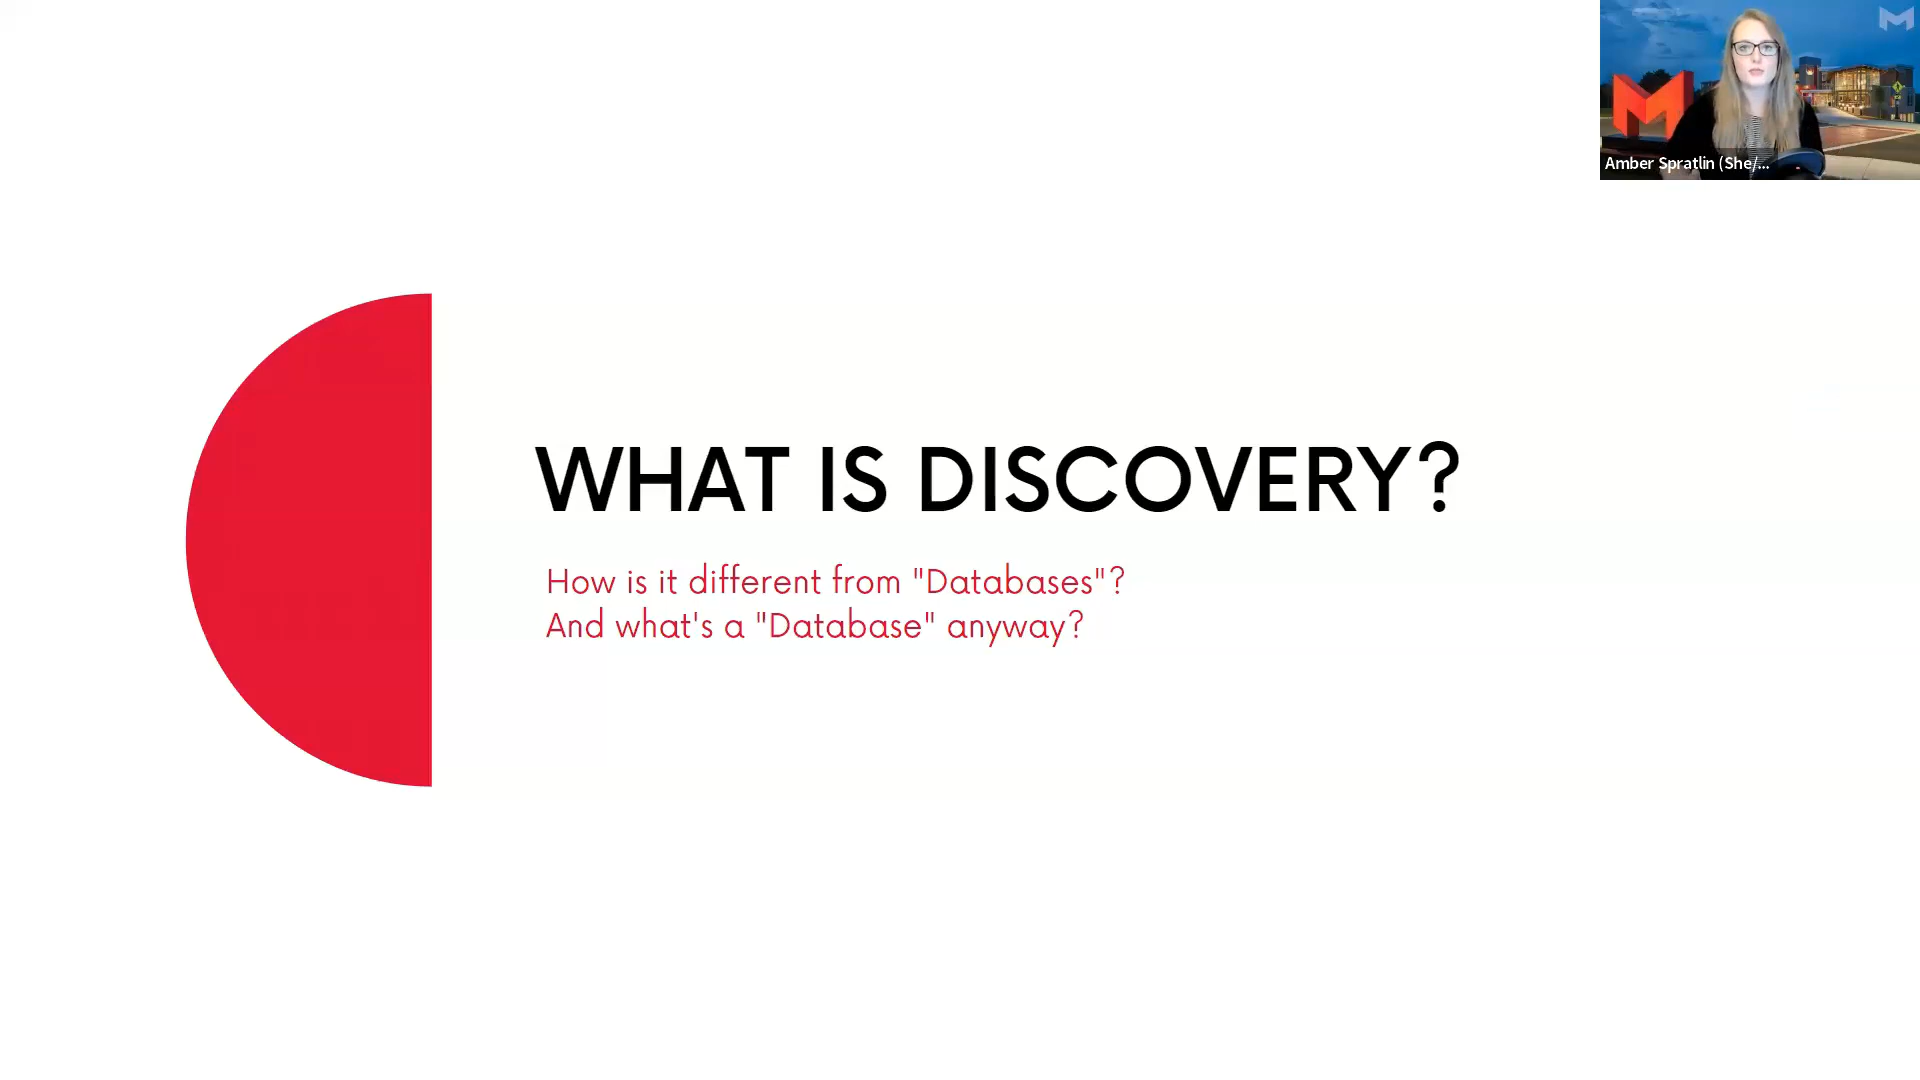 WHAT IS DISCOVERY?
How is it different from "Databases"?
And what's a "Database" anyway?
M
Amber Spratlin (She/...